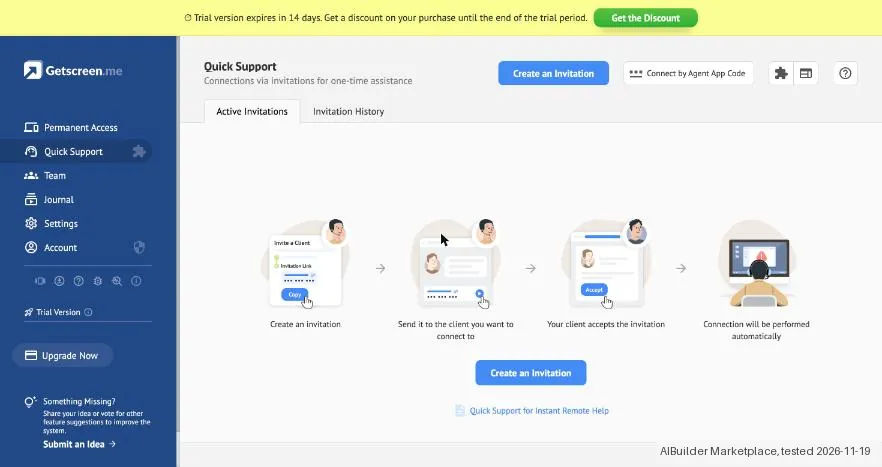 Trial version expires in 14 days. Get a discount on your purchase until the end of the trial period.
Get the Discount
Getscreen.me
Permanent Access
Quick Support
Team
Journal
Settings
Account
Trial Version
Upgrade Now
Something Missing?
Share your idea or vote for other
feature suggestions to improve the
system.
Submit an Idea →
Quick Support
Connections via invitations for one-time assistance
Create an Invitation
Connect by Agent App Code
Active Invitations
Invitation History
Invite a Client
Invitation Link
Copy
Create an invitation
Send it to the client you want to
connect to
Accept
Your client accepts the invitation
Connection will be performed
automatically
Create an Invitation
Quick Support for Instant Remote Help
AIBuilder Marketplace, tested 2026-11-19